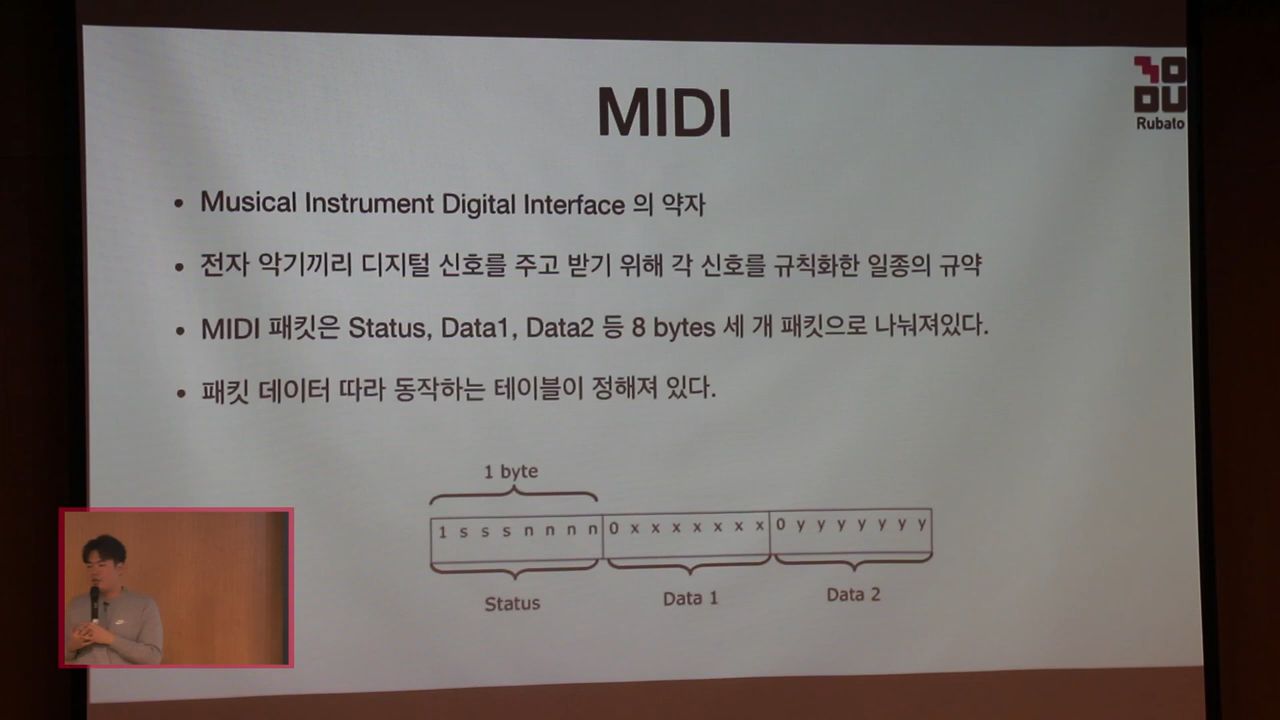 MIDI
Rubato
• Musical Instrument Digital Interface 의 약자
• 전자 악기끼리 디지털 신호를 주고 받기 위해 각 신호를 규칙화한 일종의 규약
• MIDI 패킷은 Status, Data1, Data2 등 8 bytes 세 개 패킷으로 나눠져있다.
• 패킷 데이터 따라 동작하는 테이블이 정해져 있다.
1 byte
1 s s s n n n n 0 x x x x x x x 0 y y y y y y y
Status Data 1 Data 2